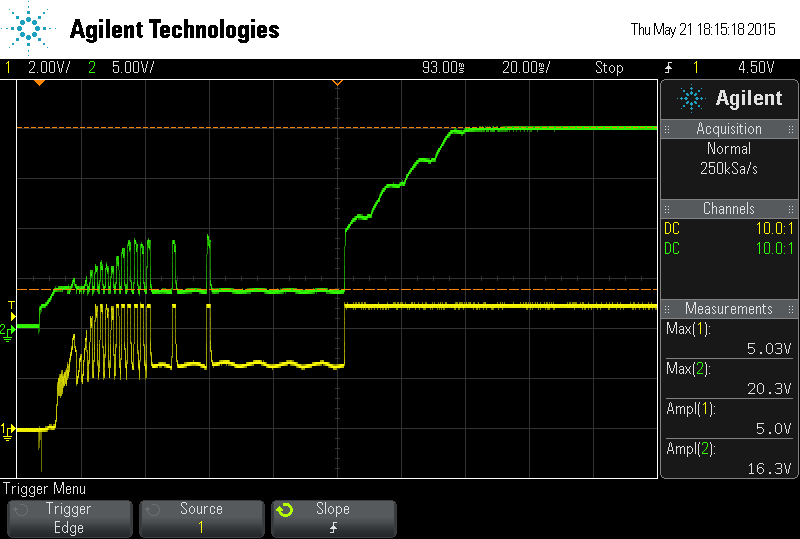 Agilent Technologies
Thu May 21 18:15:18 2015
1 2.00V/ 2 5.00V/ 93.00ms 20.00ms/ Stop 1 4.50V
T
2
1
Agilent
Acquisition
Normal
250kSa/s
Channels
DC 10.0:1
DC 10.0:1
Measurements
Max(1):
5.03V
Max(2):
20.3V
Ampl(1):
5.0V
Ampl(2):
16.3V
Trigger Menu
Trigger
Edge
Source
1
Slope